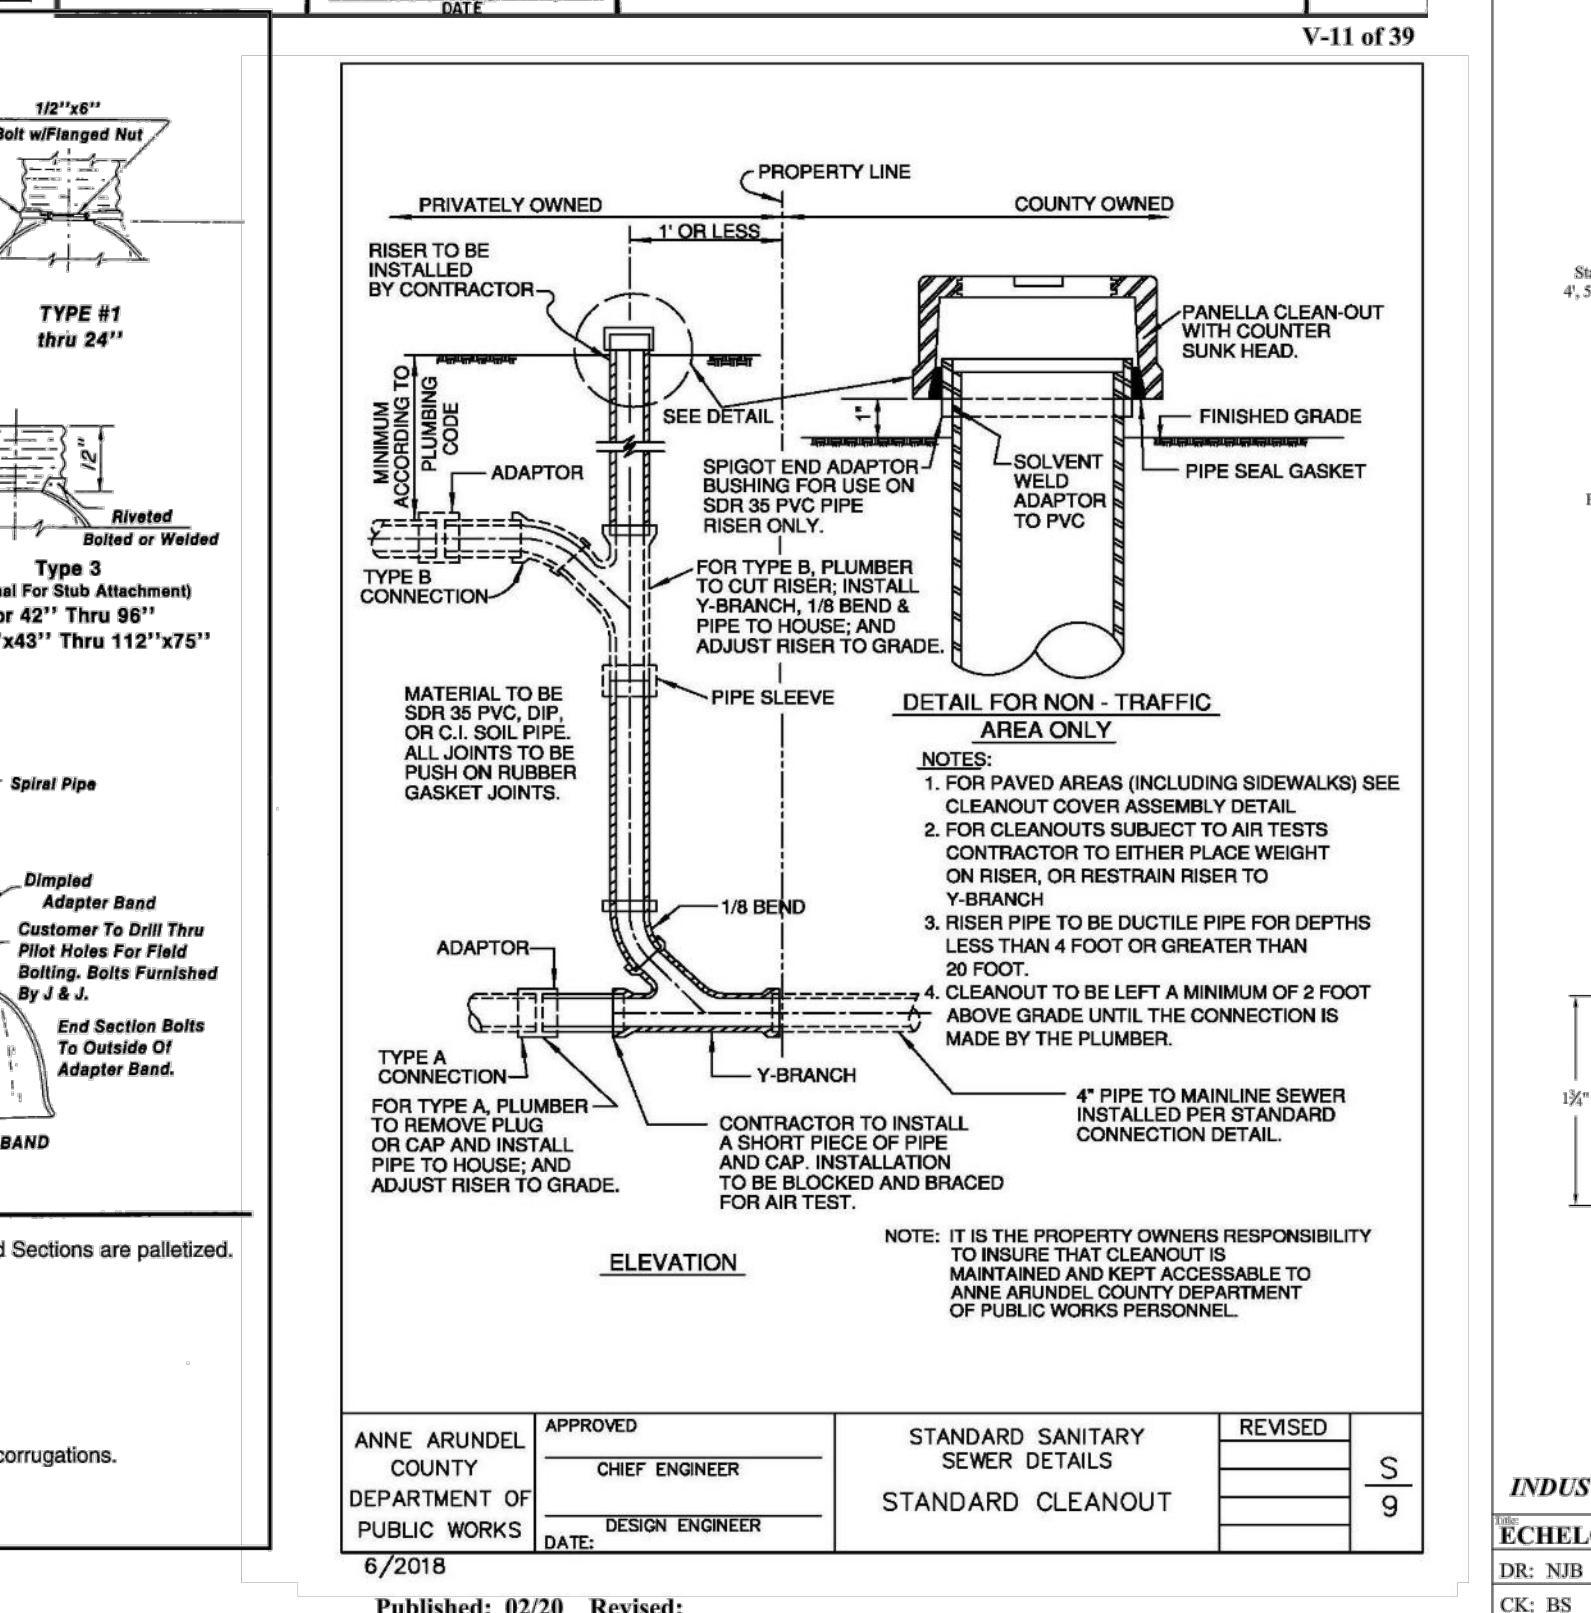 DATE
V-11 of 39
1/2''x6''
Bolt w/Flanged Nut
TYPE #1
thru 24''
12''
Riveted
Bolted or Welded
Type 3
For Stub Attachment)
42'' Thru 96''
Thru 112''x75''
Spiral Pipe
Dimpled
Adapter Band
Customer To Drill Thru
Pilot Holes For Field
Bolting. Bolts Furnished
By J & J.
End Section Bolts
To Outside Of
Adapter Band.
BAND
Sections are palletized.
corrugations.
PROPERTY LINE
PRIVATELY OWNED
COUNTY OWNED
1' OR LESS
RISER TO BE
INSTALLED
BY CONTRACTOR
PANELLA CLEAN-OUT
WITH COUNTER
SUNK HEAD.
MINIMUM
ACCORDING TO
PLUMBING
CODE
SEE DETAIL
1"
FINISHED GRADE
ADAPTOR
SPIGOT END ADAPTOR
BUSHING FOR USE ON
SDR 35 PVC PIPE
RISER ONLY.
SOLVENT
WELD
ADAPTOR
TO PVC
PIPE SEAL GASKET
TYPE B
CONNECTION
FOR TYPE B, PLUMBER
TO CUT RISER; INSTALL
Y-BRANCH, 1/8 BEND &
PIPE TO HOUSE; AND
ADJUST RISER TO GRADE.
PIPE SLEEVE
MATERIAL TO BE
SDR 35 PVC, DIP,
OR C.I. SOIL PIPE.
ALL JOINTS TO BE
PUSH ON RUBBER
GASKET JOINTS.
DETAIL FOR NON - TRAFFIC
AREA ONLY
NOTES:
1. FOR PAVED AREAS (INCLUDING SIDEWALKS) SEE
CLEANOUT COVER ASSEMBLY DETAIL
2. FOR CLEANOUTS SUBJECT TO AIR TESTS
CONTRACTOR TO EITHER PLACE WEIGHT
ON RISER, OR RESTRAIN RISER TO
Y-BRANCH
3. RISER PIPE TO BE DUCTILE PIPE FOR DEPTHS
LESS THAN 4 FOOT OR GREATER THAN
20 FOOT.
4. CLEANOUT TO BE LEFT A MINIMUM OF 2 FOOT
ABOVE GRADE UNTIL THE CONNECTION IS
MADE BY THE PLUMBER.
1/8 BEND
ADAPTOR
TYPE A
CONNECTION
Y-BRANCH
FOR TYPE A, PLUMBER
TO REMOVE PLUG
OR CAP AND INSTALL
PIPE TO HOUSE; AND
ADJUST RISER TO GRADE.
CONTRACTOR TO INSTALL
A SHORT PIECE OF PIPE
AND CAP. INSTALLATION
TO BE BLOCKED AND BRACED
FOR AIR TEST.
4" PIPE TO MAINLINE SEWER
INSTALLED PER STANDARD
CONNECTION DETAIL.
ELEVATION
NOTE: IT IS THE PROPERTY OWNERS RESPONSIBILITY
TO INSURE THAT CLEANOUT IS
MAINTAINED AND KEPT ACCESSABLE TO
ANNE ARUNDEL COUNTY DEPARTMENT
OF PUBLIC WORKS PERSONNEL.
ANNE ARUNDEL
COUNTY
DEPARTMENT OF
PUBLIC WORKS
APPROVED
CHIEF ENGINEER
DESIGN ENGINEER
DATE:
STANDARD SANITARY
SEWER DETAILS
STANDARD CLEANOUT
REVISED
S
9
6/2018
Published: 02/20 Revised:
4', 5
1¾"
INDUS
Title:
ECHEL
DR: NJB
CK: BS